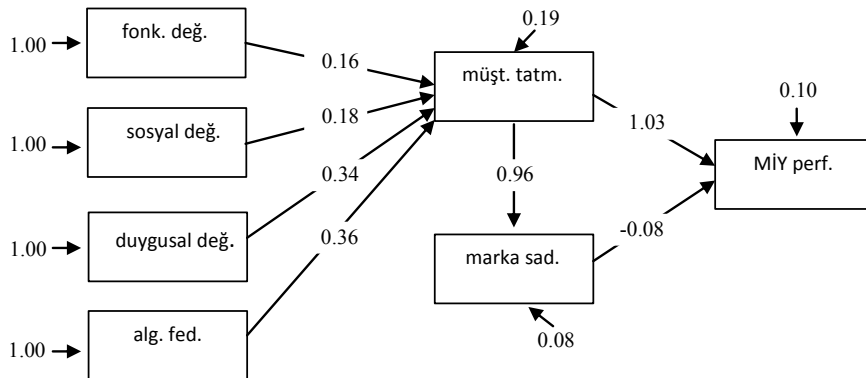 fonk. değ.
0.19
1.00
0.16
müşt. tatm.
0.10
sosyal değ.
0.18
1.03
1.00
0.34
0.96
MİY perf.
duygusal değ.
0.36
-0.08
1.00
marka sad.
alg. fed.
0.08
1.00